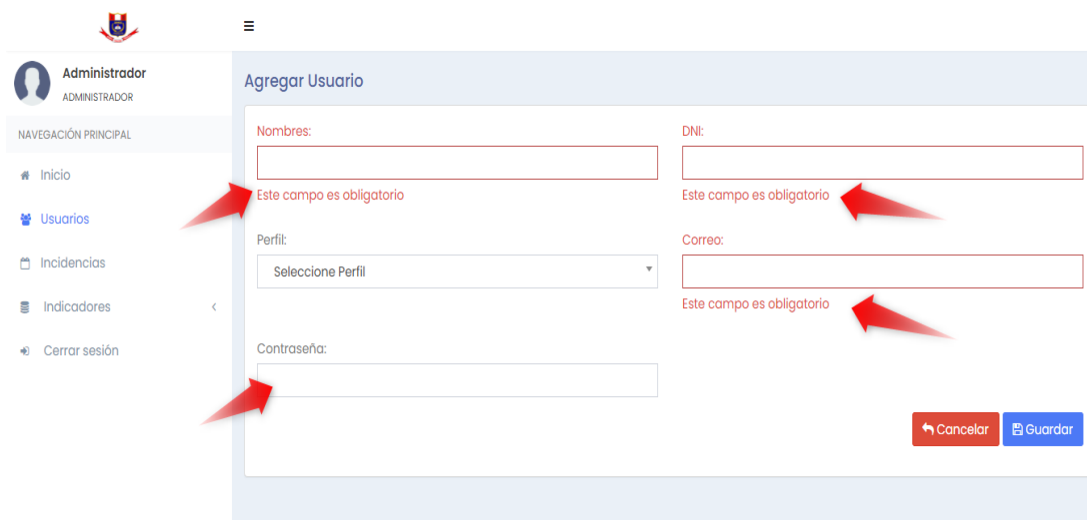 Administrador
ADMINISTRADOR
NAVEGACIÓN PRINCIPAL
Inicio
Usuarios
Incidencias
Indicadores
Cerrar sesión
Agregar Usuario
Nombres:
DNI:
Este campo es obligatorio
Este campo es obligatorio
Perfil:
Correo:
Seleccione Perfil
Este campo es obligatorio
Contraseña:
Cancelar
Guardar